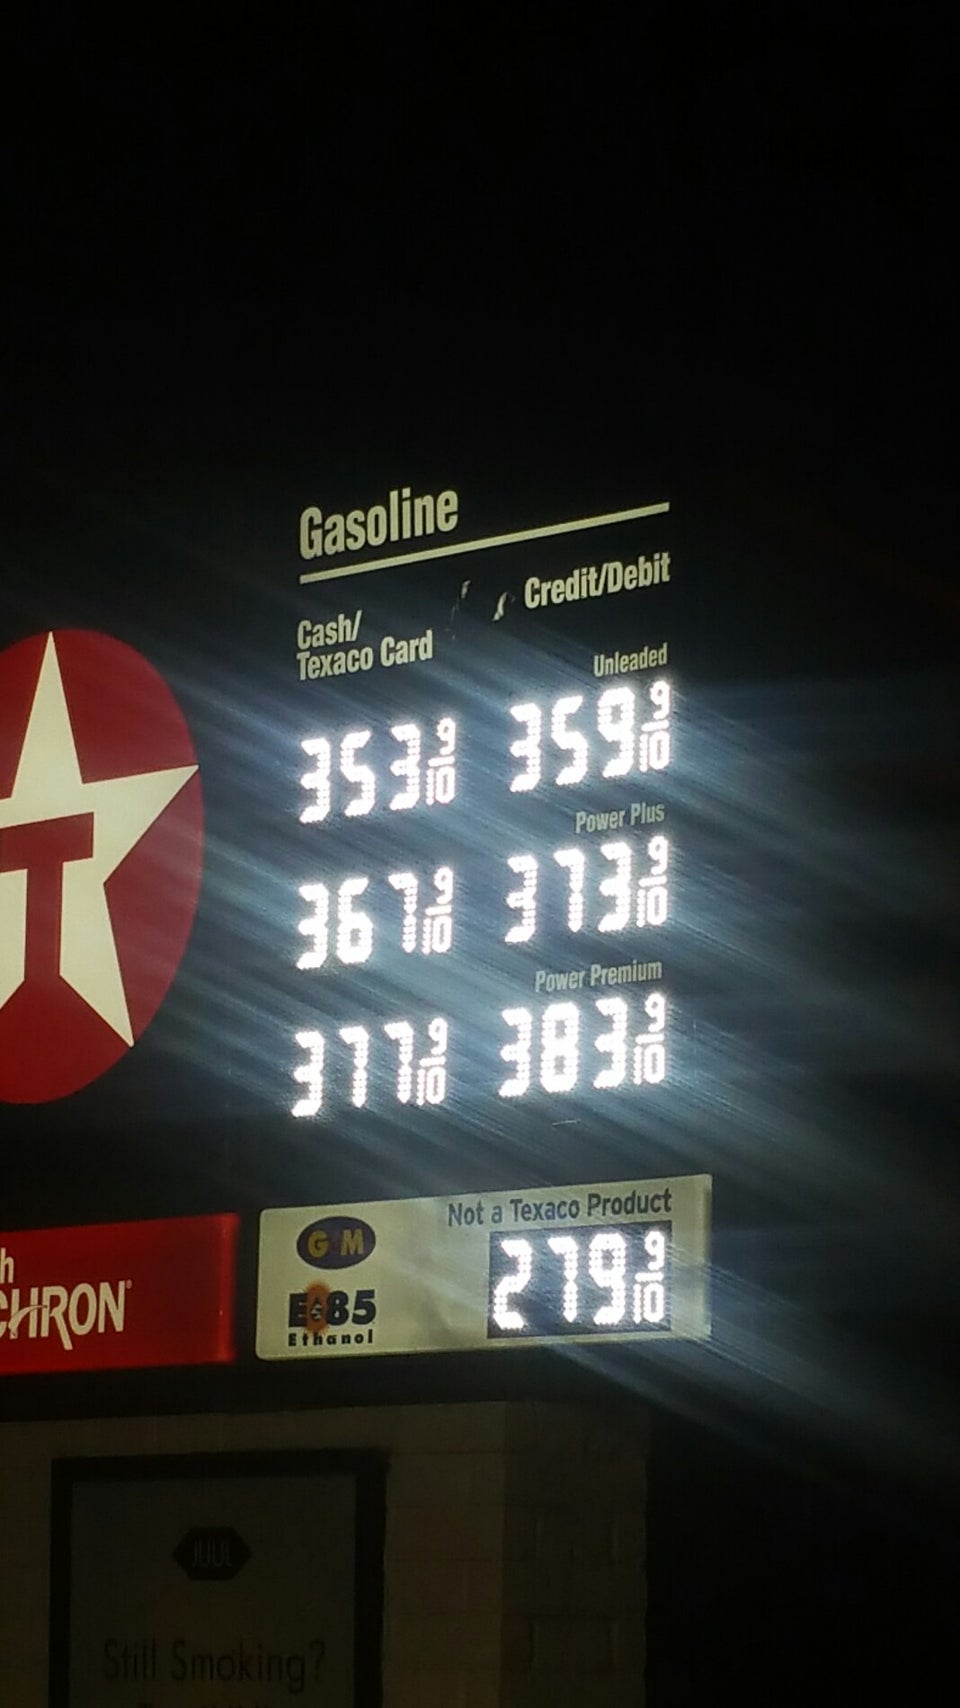 Gasoline
Cash/
Texaco Card
Credit/Debit
Unleaded
353 9/10 359 9/10
Power Plus
367 9/10 373 9/10
Power Premium
377 9/10 383 9/10
T
h
CHRON®
Not a Texaco Product
GM
E85
Ethanol
279 9/10
JUUL
Still Smoking?